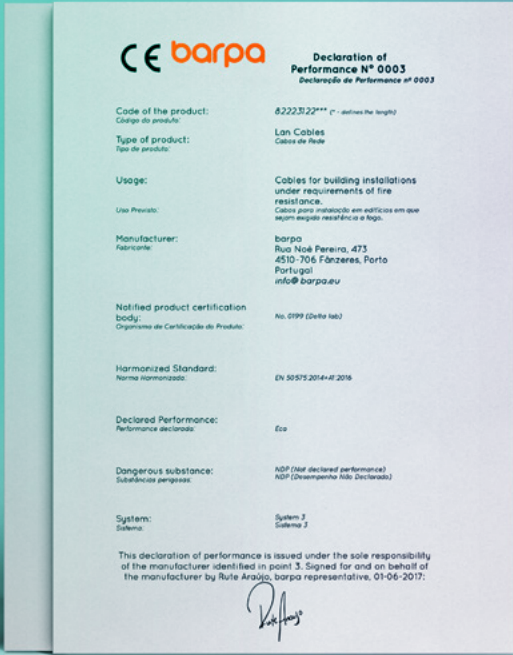 CE barpa
Declaration of
Performance Nº 0003
Declaração de Performance nº 0003
Code of the product:
Código do produto:
82223122*** (* - defines the length)
Type of product:
Tipo de produto:
Lan Cables
Cabos de Rede
Usage:
Uso Previsto:
Cables for building installations
under requirements of fire
resistance.
Cabos para instalação em edifícios em que
sejam exigida resistência a fogo.
Manufacturer:
Fabricante:
barpa
Rua Noé Pereira, 473
4510-706 Fânzeres, Porto
Portugal
info@barpa.eu
Notified product certification
body:
Organismo de Certificação do Produto:
No. 0199 (Delta lab)
Harmonized Standard:
Norma Harmonizada:
EN 50575:2014+A1:2016
Declared Performance:
Performance declarada:
Eca
Dangerous substance:
Substâncias perigosas:
NDP (Not declared performance)
NDP (Desempenho Não Declarado)
System:
Sistema:
System 3
Sistema 3
This declaration of performance is issued under the sole responsibility
of the manufacturer identified in point 3. Signed for and on behalf of
the manufacturer by Rute Araújo, barpa representative, 01-06-2017:
Rute Araujo